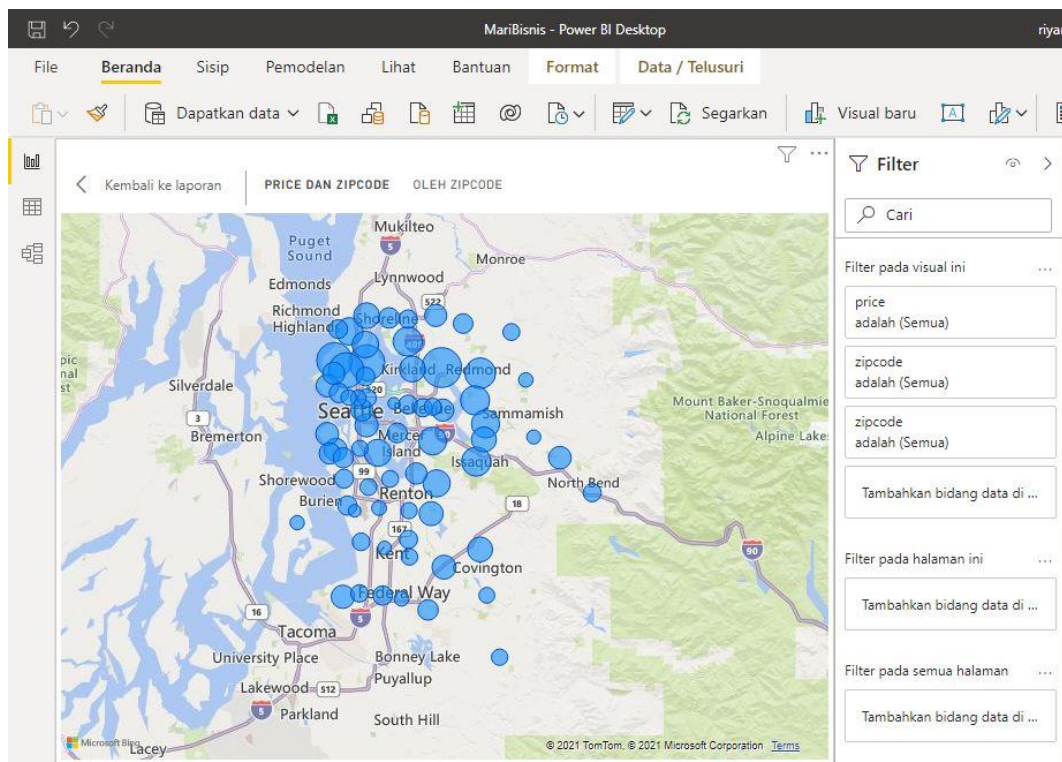 MariBisnis - Power BI Desktop
riyan
File Beranda Sisip Pemodelan Lihat Bantuan Format Data / Telusuri
Dapatkan data Segarkan Visual baru
Kembali ke laporan PRICE DAN ZIPCODE OLEH ZIPCODE
Filter
Cari
Filter pada visual ini
price
adalah (Semua)
zipcode
adalah (Semua)
zipcode
adalah (Semua)
Tambahkan bidang data di ...
Filter pada halaman ini
Tambahkan bidang data di ...
Filter pada semua halaman
Tambahkan bidang data di ...
Mukilteo
5
Puget
Sound
Monroe
Lynnwood
Edmonds
522
Richmond
Highlands
Shoreline
405
Kirkland Redmond
Silverdale
520
Seattle Bellevue
Sammamish
Mount Baker-Snoqualmie
National Forest
3
Bremerton
Mercer
Island
90
Alpine Lake
Issaquah
99
Shorewood
North Bend
Renton
Burien
18
167
Kent
90
Covington
Federal Way
16
5
Tacoma
University Place
Bonney Lake
Puyallup
Lakewood 512
5
Parkland
South Hill
Microsoft Bing
Lacey
© 2021 TomTom, © 2021 Microsoft Corporation Terms